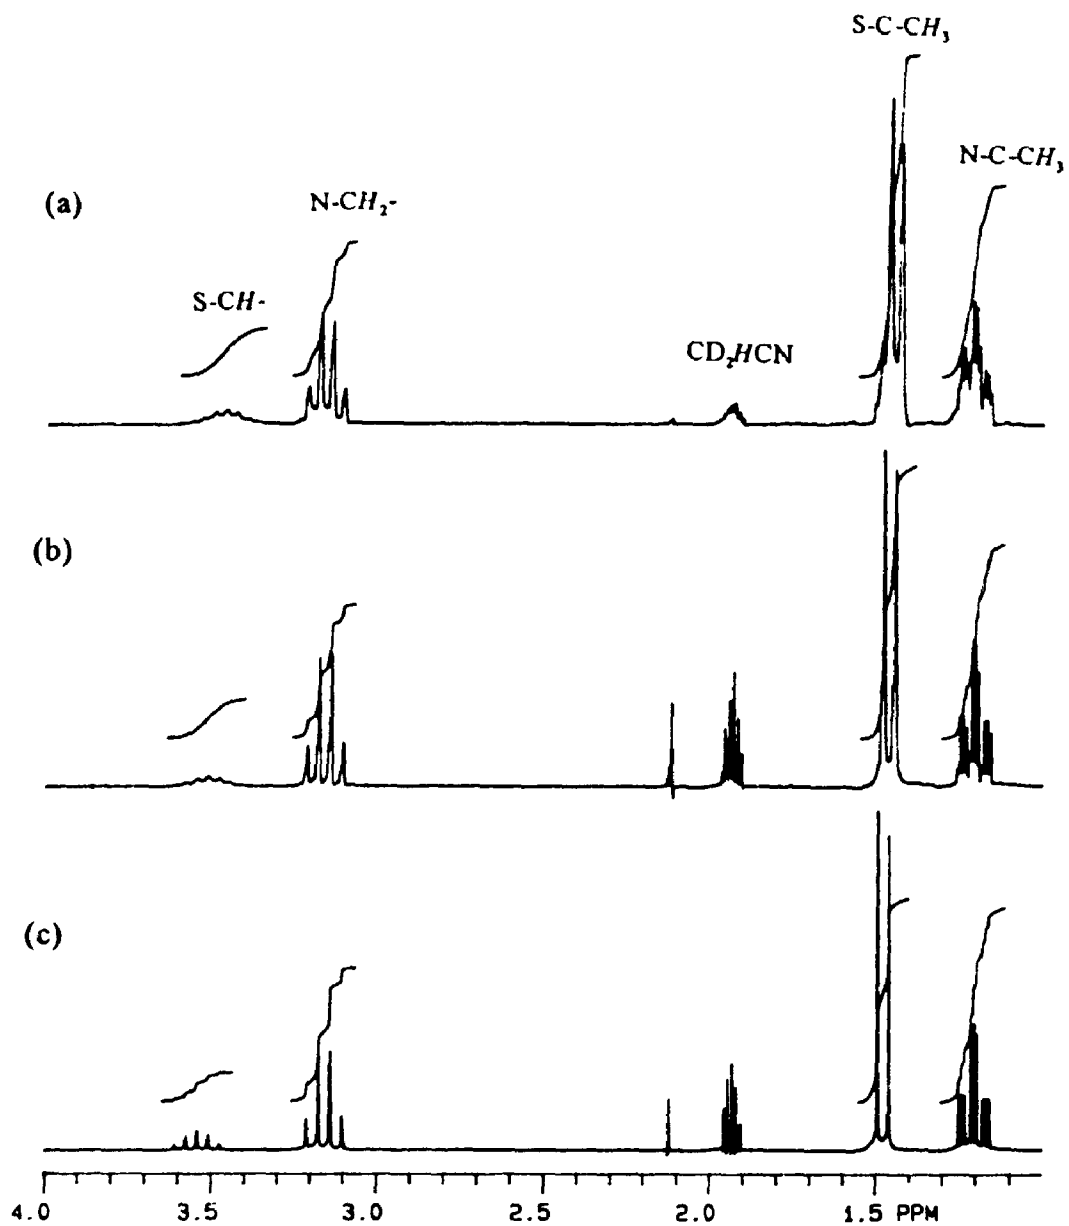 S-C-CH₃
N-C-CH₃
(a)
N-CH₂-
S-CH-
CD₂HCN
(b)
(c)
4.0 3.5 3.0 2.5 2.0 1.5 PPM